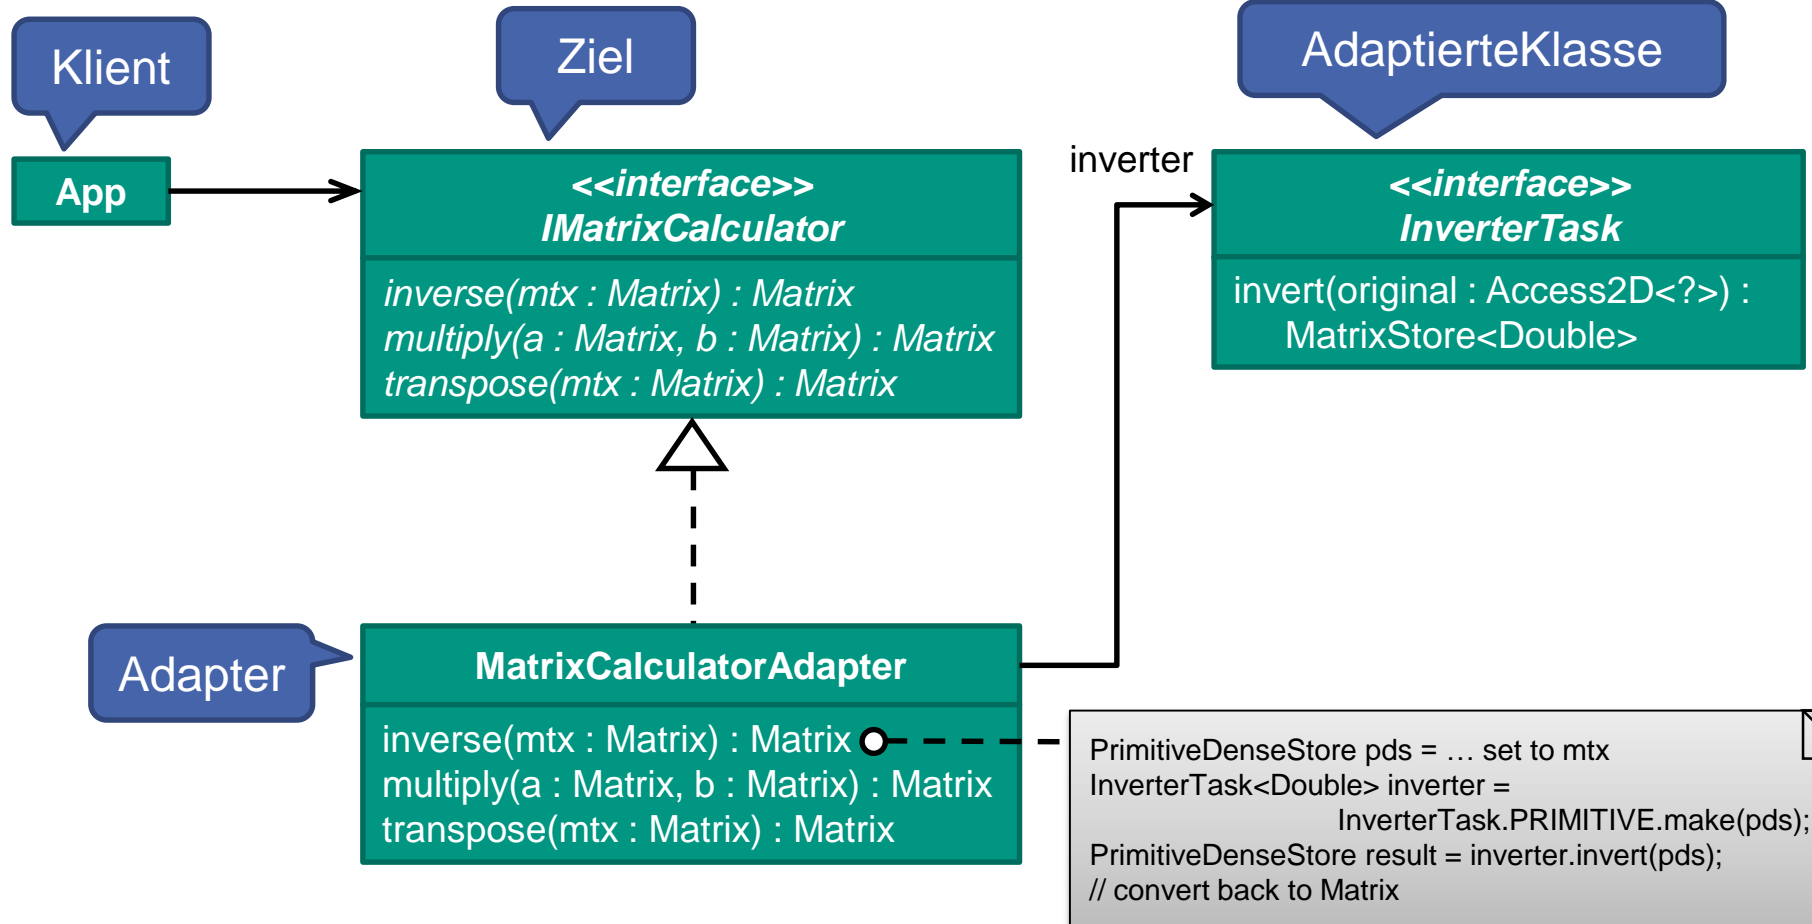 Klient
Ziel
AdaptierteKlasse
App
<<interface>>
IMatrixCalculator
inverse(mtx : Matrix) : Matrix
multiply(a : Matrix, b : Matrix) : Matrix
transpose(mtx : Matrix) : Matrix
inverter
<<interface>>
InverterTask
invert(original : Access2D<?>) :
MatrixStore<Double>
Adapter
MatrixCalculatorAdapter
inverse(mtx : Matrix) : Matrix
multiply(a : Matrix, b : Matrix) : Matrix
transpose(mtx : Matrix) : Matrix
PrimitiveDenseStore pds = … set to mtx
InverterTask<Double> inverter =
InverterTask.PRIMITIVE.make(pds);
PrimitiveDenseStore result = inverter.invert(pds);
// convert back to Matrix